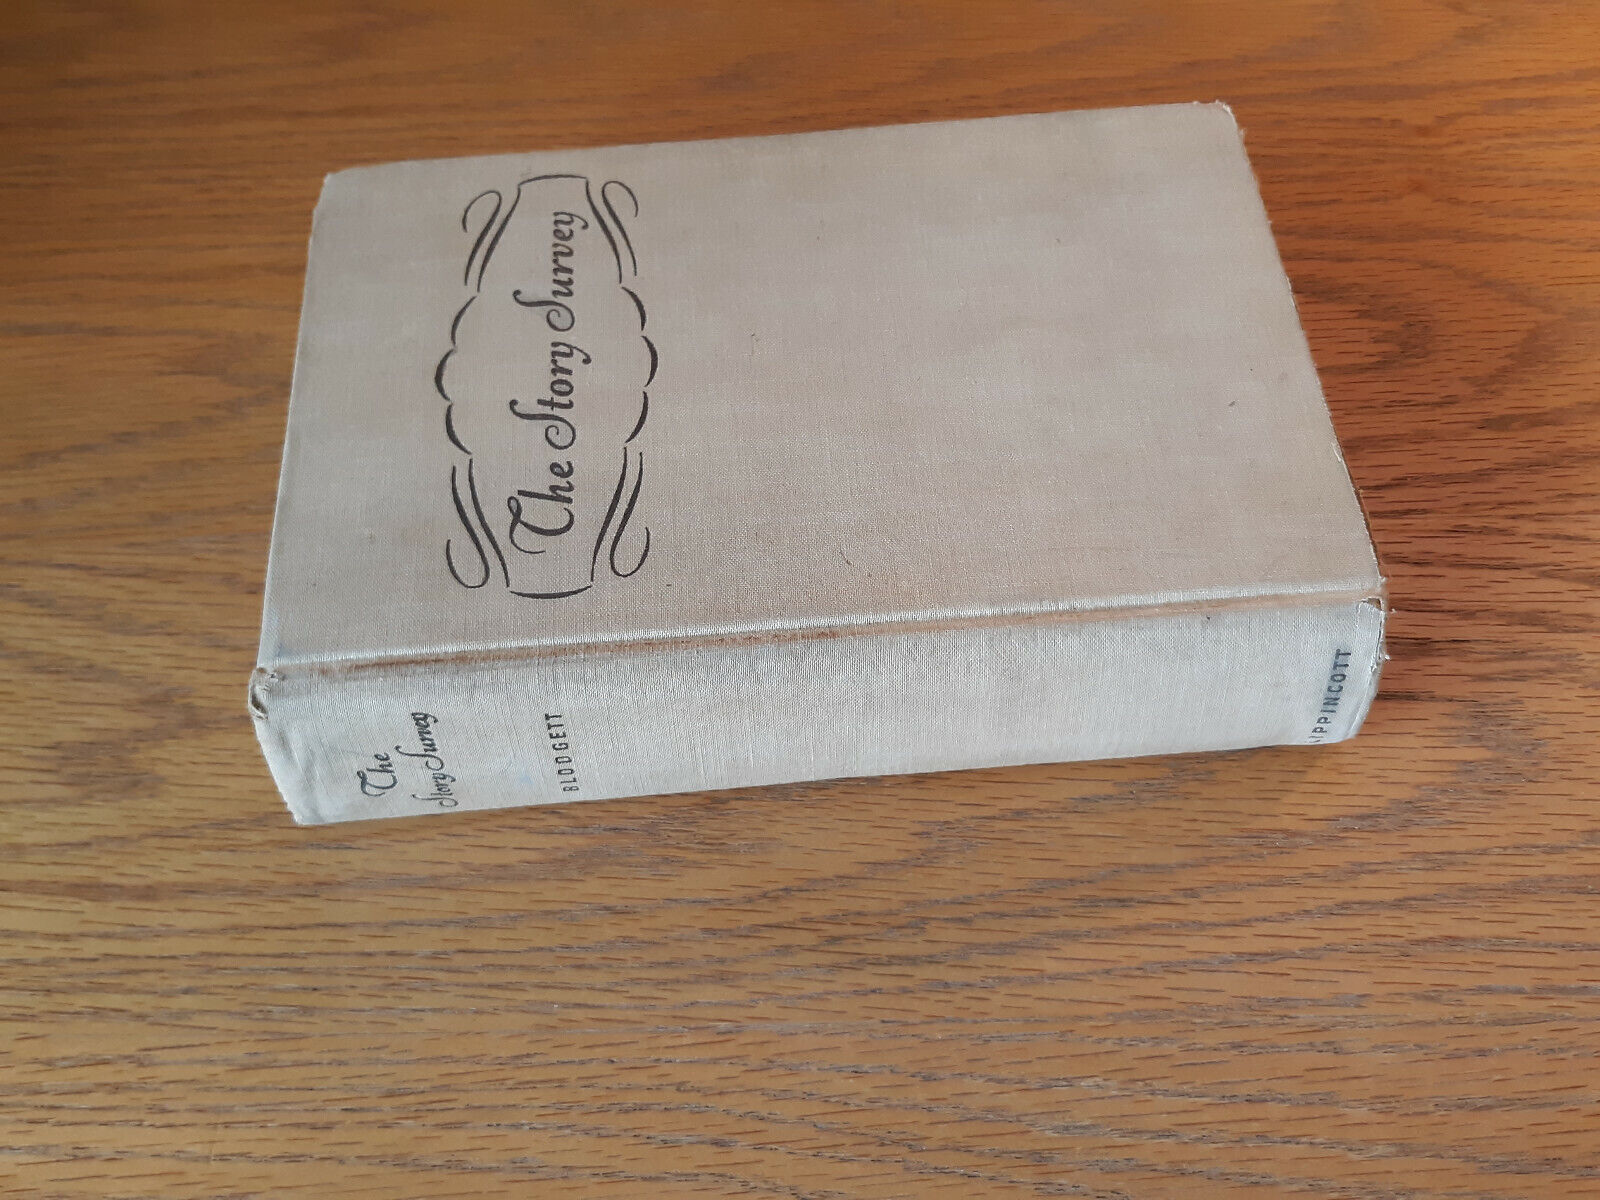 The Story Survey
The
Story Survey
BLODGETT
LIPPINCOTT